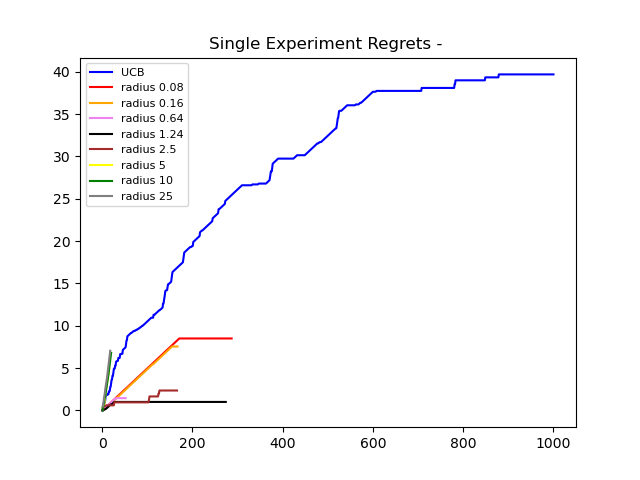 Single Experiment Regrets -
40
35
30
25
20
15
10
5
0
UCB
radius 0.08
radius 0.16
radius 0.64
radius 1.24
radius 2.5
radius 5
radius 10
radius 25
0 200 400 600 800 1000